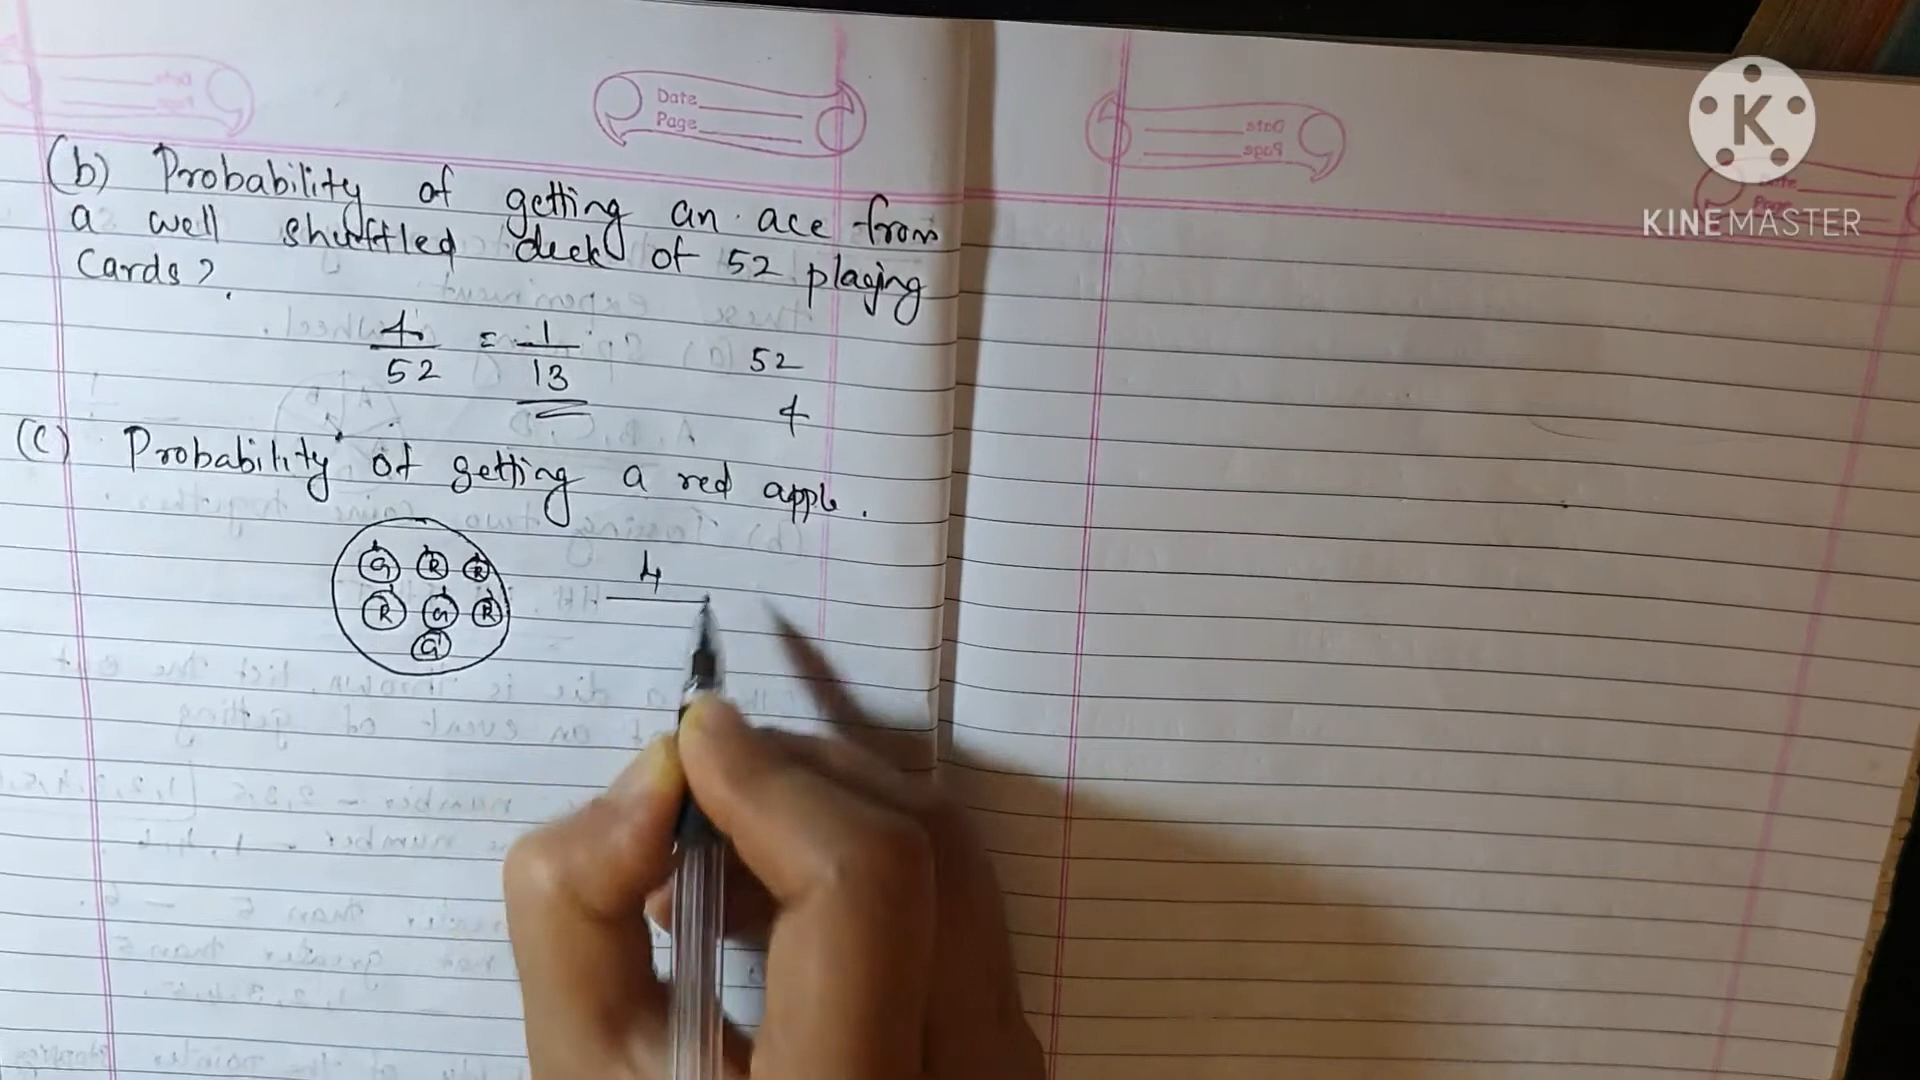 Date
Page
K
KINEMASTER
(b) Probability of getting an ace from
a well shuffled deck of 52 playing
Cards?.
4/52 = 1/13
52
4
(C) Probability of getting a red apple.
G R R
R G R
G
4